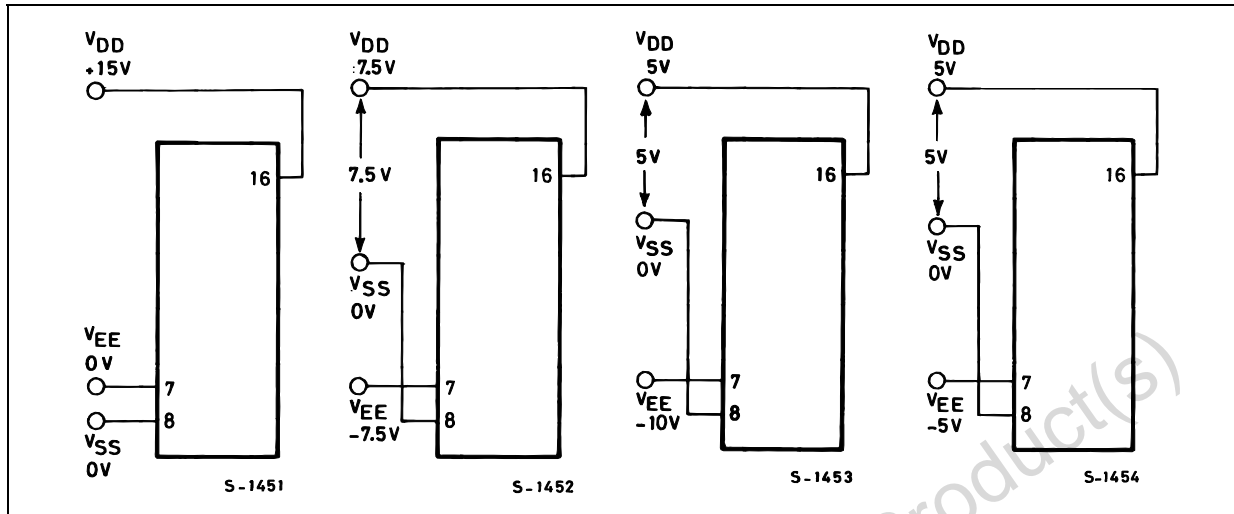 VDD
+15V
16
VEE
0V
7
8
VSS
0V
S-1451
VDD
:7.5V
7.5V
16
VSS
0V
7
VEE
-7.5V
8
S-1452
VDD
5V
5V
16
VSS
0V
7
VEE
-10V
8
S-1453
VDD
5V
5V
16
VSS
0V
7
VEE
-5V
8
S-1454
roduct(s)